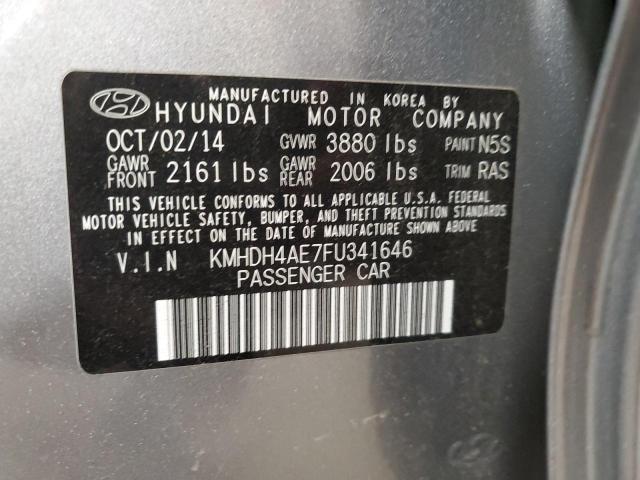 MANUFACTURED IN KOREA BY
HYUNDAI MOTOR COMPANY
OCT/02/14 GVWR 3880 lbs PAINT N5S
GAWR FRONT 2161 lbs GAWR REAR 2006 lbs TRIM RAS
THIS VEHICLE CONFORMS TO ALL APPLICABLE U.S.A. FEDERAL
MOTOR VEHICLE SAFETY, BUMPER, AND THEFT PREVENTION STANDARDS
IN EFFECT ON THE DATE OF MANUFACTURE SHOWN ABOVE.
V.I.N KMHDH4AE7FU341646
PASSENGER CAR